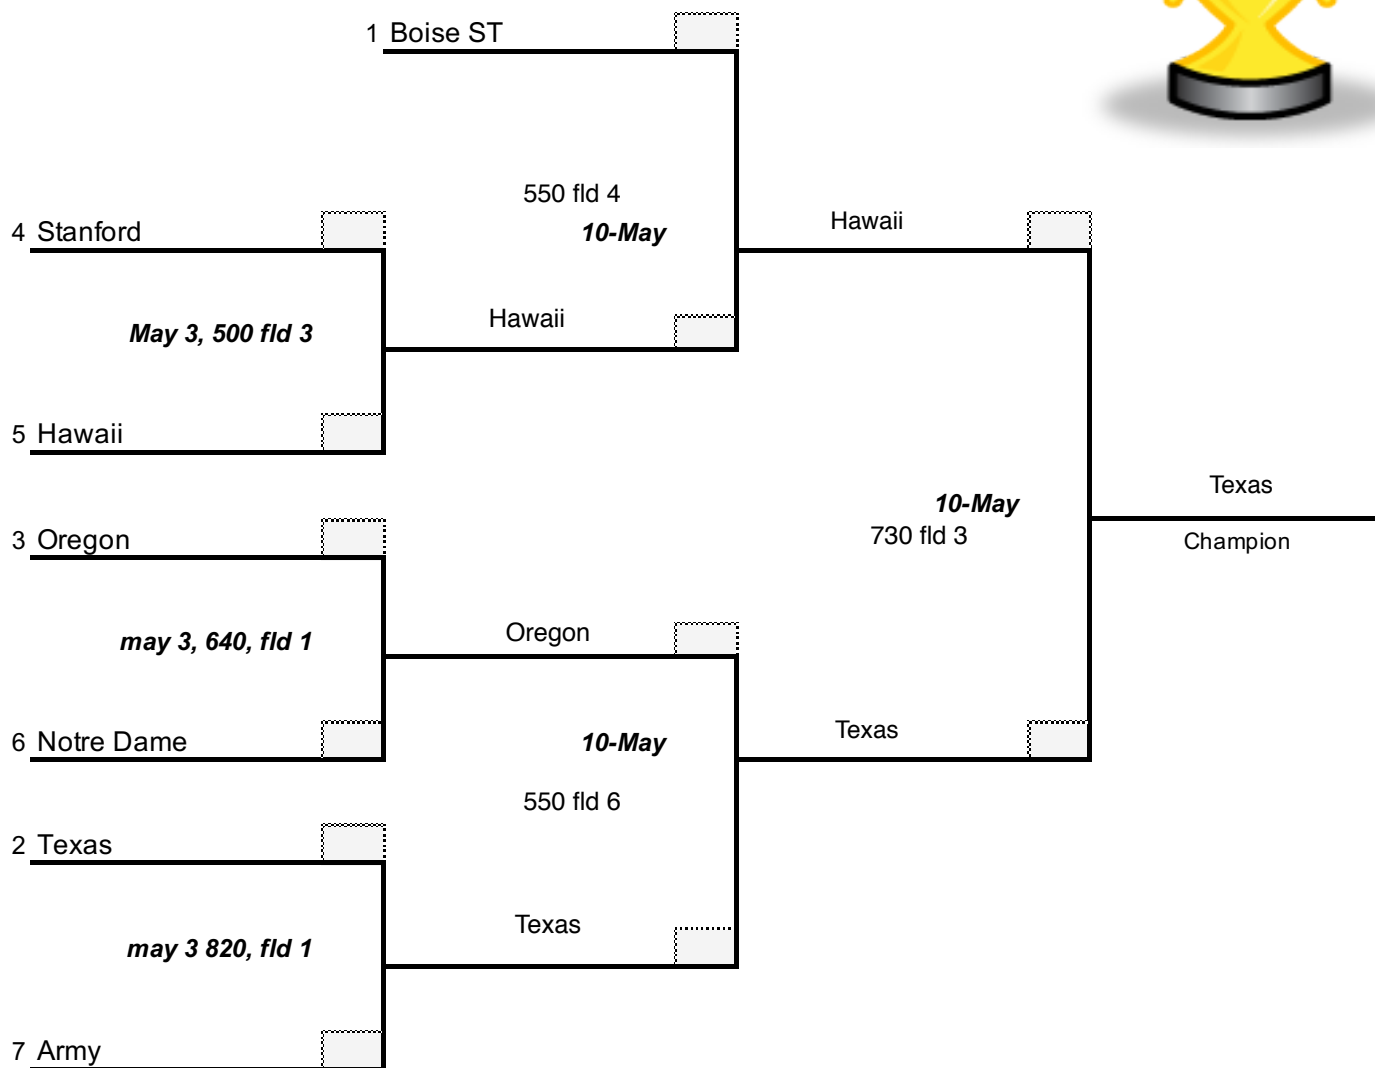 1 Boise ST
550 fld 4
10-May
Hawaii
4 Stanford
May 3, 500 fld 3
Hawaii
5 Hawaii
10-May
730 fld 3
Texas
Champion
3 Oregon
may 3, 640, fld 1
Oregon
6 Notre Dame
10-May
550 fld 6
Texas
2 Texas
may 3 820, fld 1
Texas
7 Army